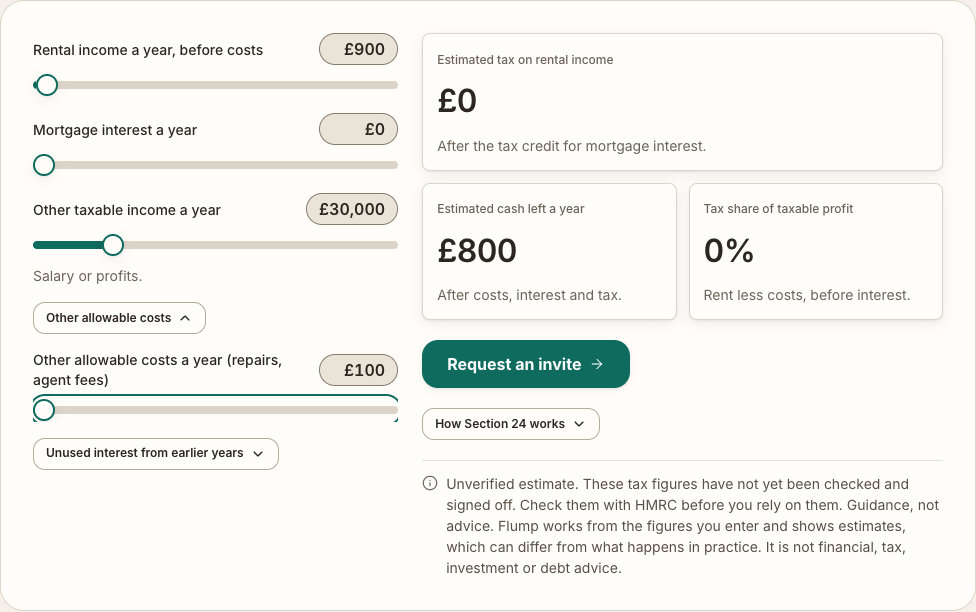 Rental income a year, before costs
£900
Mortgage interest a year
£0
Other taxable income a year
£30,000
Salary or profits.
Other allowable costs
Other allowable costs a year (repairs,
agent fees)
£100
Unused interest from earlier years
Estimated tax on rental income
£0
After the tax credit for mortgage interest.
Estimated cash left a year
£800
After costs, interest and tax.
Tax share of taxable profit
0%
Rent less costs, before interest.
Request an invite
How Section 24 works
Unverified estimate. These tax figures have not yet been checked and
signed off. Check them with HMRC before you rely on them. Guidance, not
advice. Flump works from the figures you enter and shows estimates,
which can differ from what happens in practice. It is not financial, tax,
investment or debt advice.